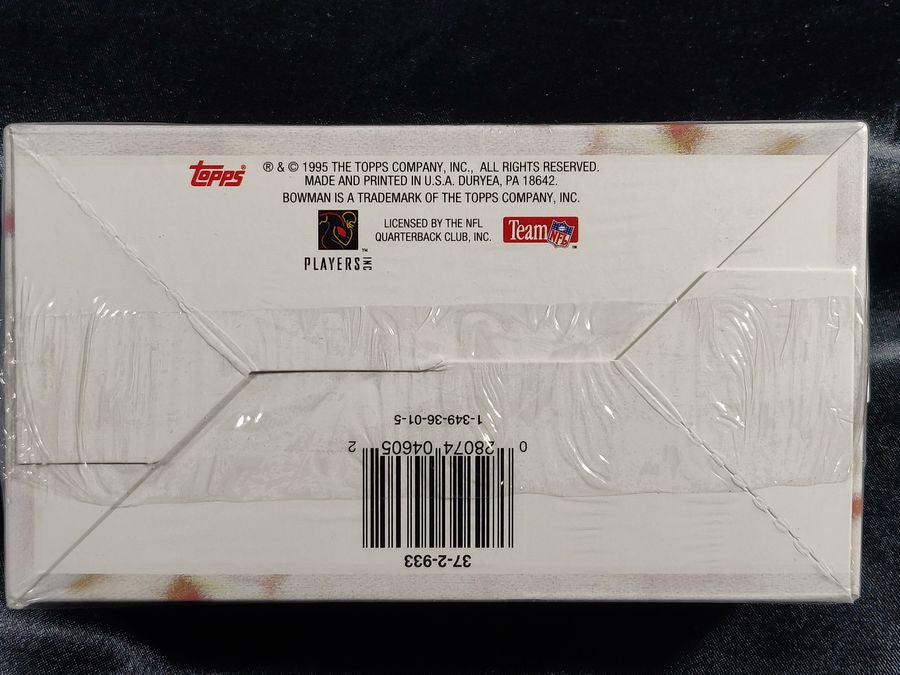 TOPPS ® & © 1995 THE TOPPS COMPANY, INC., ALL RIGHTS RESERVED.
MADE AND PRINTED IN U.S.A. DURYEA, PA 18642.
BOWMAN IS A TRADEMARK OF THE TOPPS COMPANY, INC.
LICENSED BY THE NFL
QUARTERBACK CLUB, INC.
Team NFL ™
™
PLAYERS INC
37-2-933
0 28074 04605 2
1-349-36-01-5